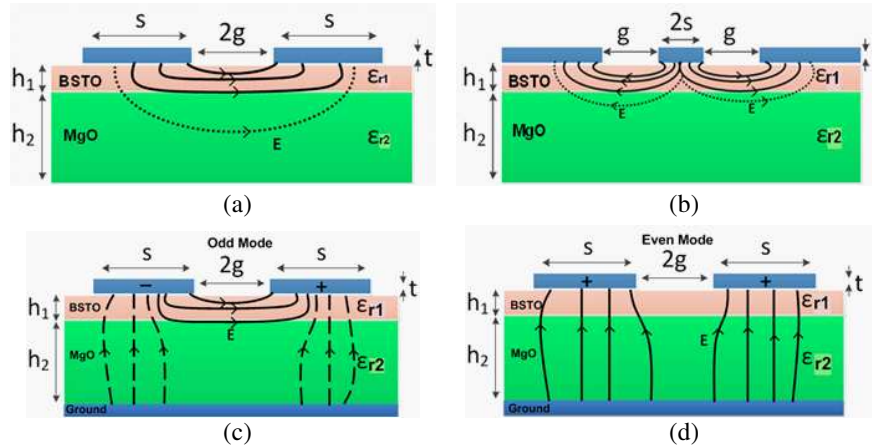 s 2g s
t
h1 BSTO εr1
h2 MgO E εr2
(a)
2s
g g
t
h1 BSTO εr1
E E
h2 MgO εr2
(b)
Odd Mode
s 2g s
− +
t
h1 BSTO εr1
E
h2 MgO εr2
Ground
(c)
Even Mode
s 2g s
+ +
t
h1 BSTO εr1
h2 MgO E εr2
Ground
(d)